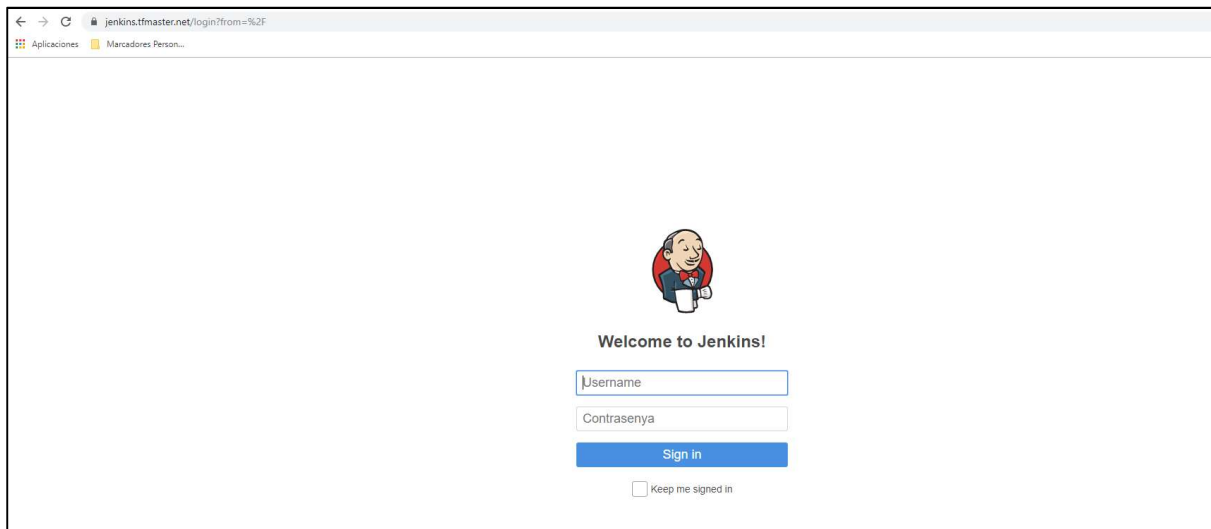 jenkins.tfmaster.net/login?from=%2F
Aplicaciones Marcadores Person...
Welcome to Jenkins!
Username
Contrasenya
Sign in
Keep me signed in